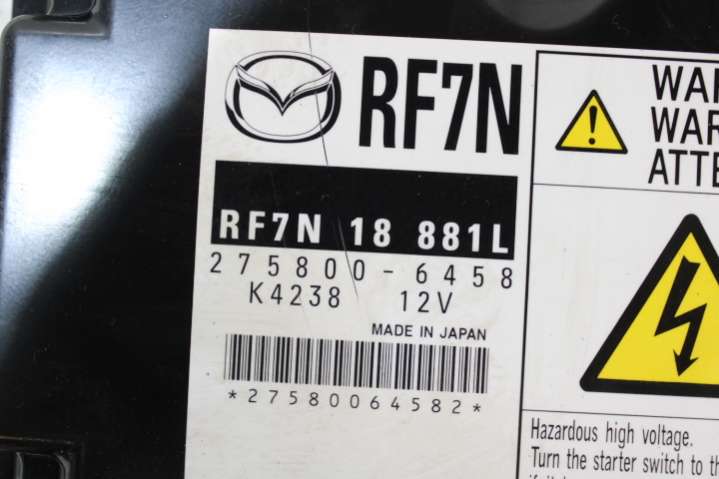 RF7N
RF7N 18 881L
275800-6458
K4238 12V
MADE IN JAPAN
*27580064582*
Hazardous high voltage.
Turn the starter switch to